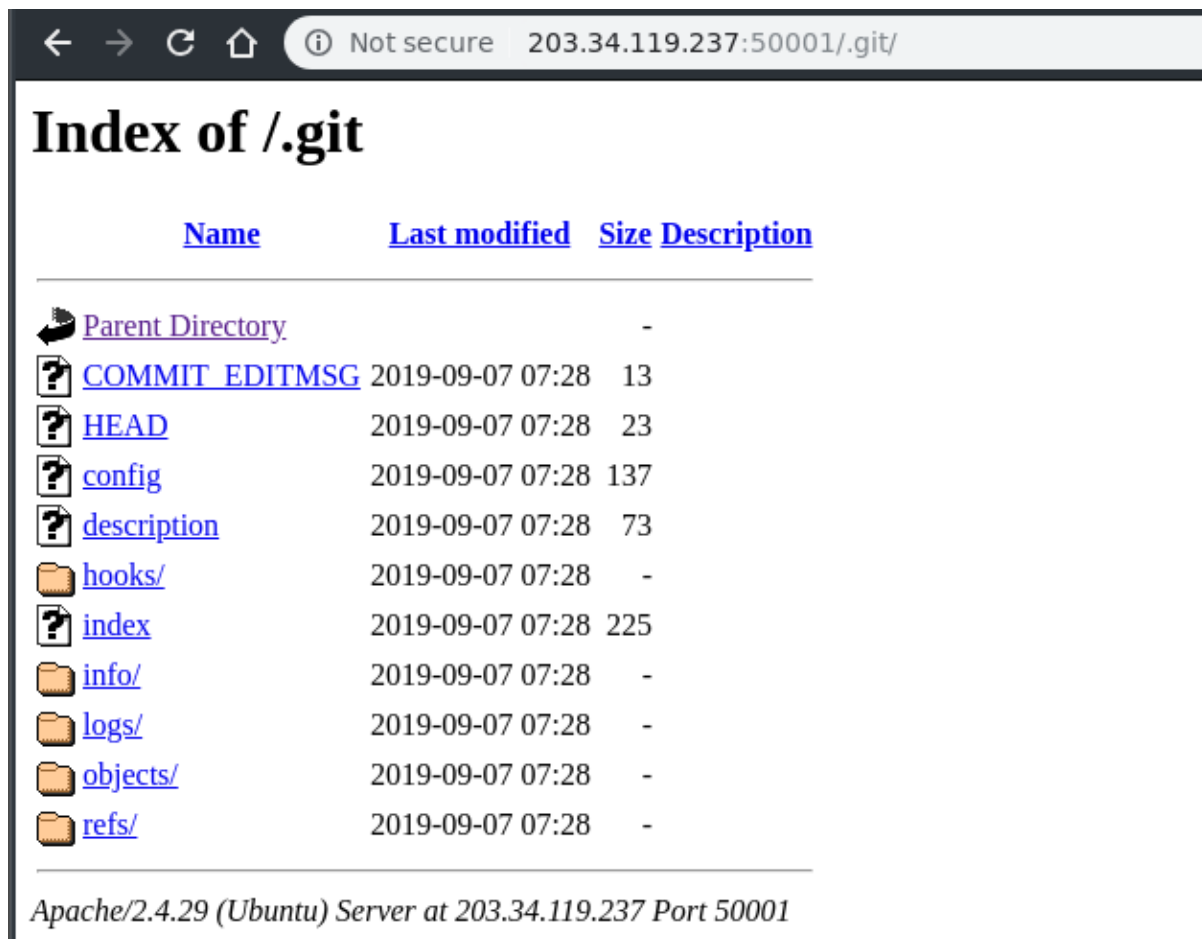 Not secure 203.34.119.237:50001/.git/
Index of /.git
Name Last modified Size Description
Parent Directory -
COMMIT_EDITMSG 2019-09-07 07:28 13
HEAD 2019-09-07 07:28 23
config 2019-09-07 07:28 137
description 2019-09-07 07:28 73
hooks/ 2019-09-07 07:28 -
index 2019-09-07 07:28 225
info/ 2019-09-07 07:28 -
logs/ 2019-09-07 07:28 -
objects/ 2019-09-07 07:28 -
refs/ 2019-09-07 07:28 -
Apache/2.4.29 (Ubuntu) Server at 203.34.119.237 Port 50001